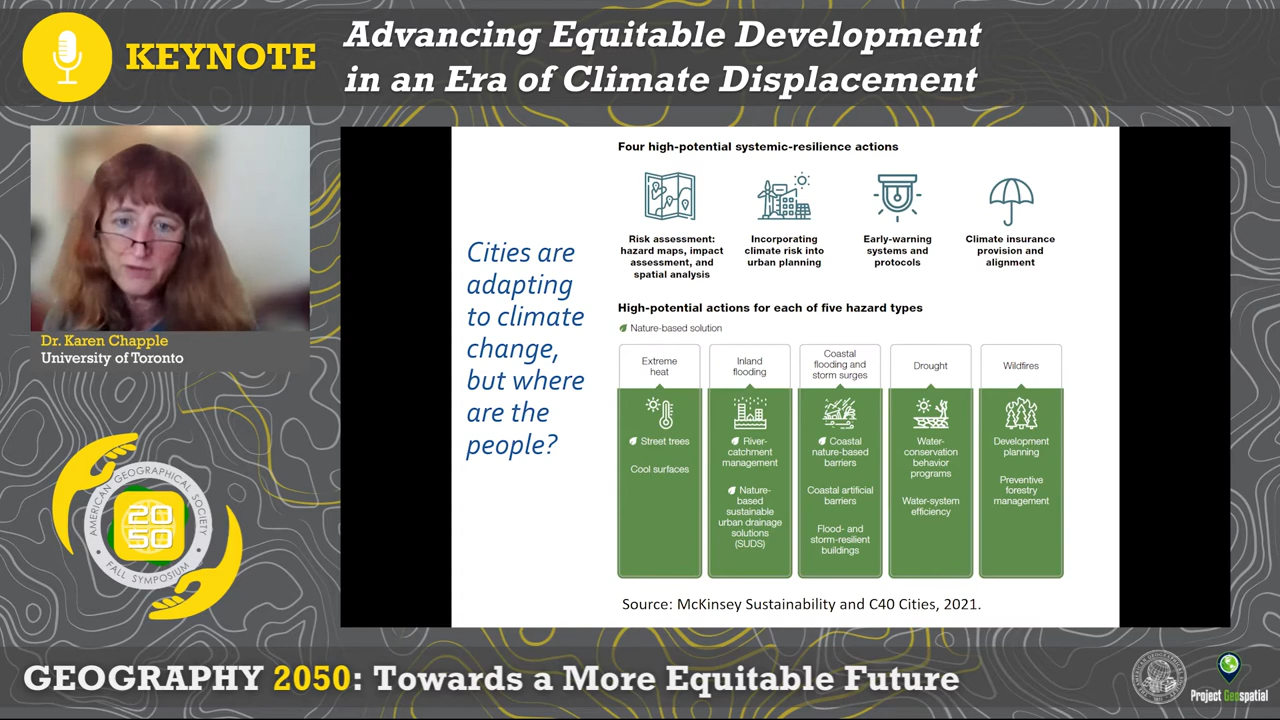 KEYNOTE
Advancing Equitable Development
in an Era of Climate Displacement
Dr. Karen Chapple
University of Toronto
AMERICAN GEOGRAPHICAL SOCIETY
20
50
FALL SYMPOSIUM
Cities are
adapting
to climate
change,
but where
are the
people?
Four high-potential systemic-resilience actions
Risk assessment:
hazard maps, impact
assessment, and
spatial analysis
Incorporating
climate risk into
urban planning
Early-warning
systems and
protocols
Climate insurance
provision and
alignment
High-potential actions for each of five hazard types
Nature-based solution
Extreme
heat
Street trees
Cool surfaces
Inland
flooding
River-
catchment
management
Nature-
based
sustainable
urban drainage
solutions
(SUDS)
Coastal
flooding and
storm surges
Coastal
nature-based
barriers
Coastal artificial
barriers
Flood- and
storm-resilient
buildings
Drought
Water-
conservation
behavior
programs
Water-system
efficiency
Wildfires
Development
planning
Preventive
forestry
management
Source: McKinsey Sustainability and C40 Cities, 2021.
GEOGRAPHY 2050: Towards a More Equitable Future
Project Geospatial